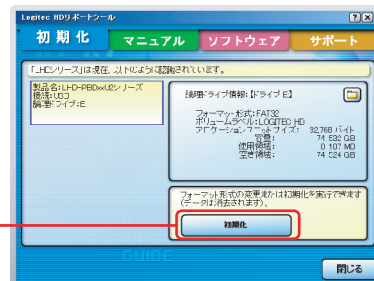 Logitec HDサポートツール
初期化
マニュアル
ソフトウェア
サポート
「LHDシリーズ」は現在、以下のように認識されています。
製品名:LHD-PBDxxU2シリーズ
接続:USB
論理ドライブ:E
論理ドライブ情報:【ドライブ E】
フォーマット形式:FAT32
ボリュームラベル:LOGITEC HD
アロケーションユニットサイズ: 32,768 バイト
容量: 74.532 GB
使用領域: 0.107 MB
空き領域: 74.524 GB
フォーマット形式の変更または初期化を実行できます
(データは消去されます)。
初期化
GUIDE
閉じる